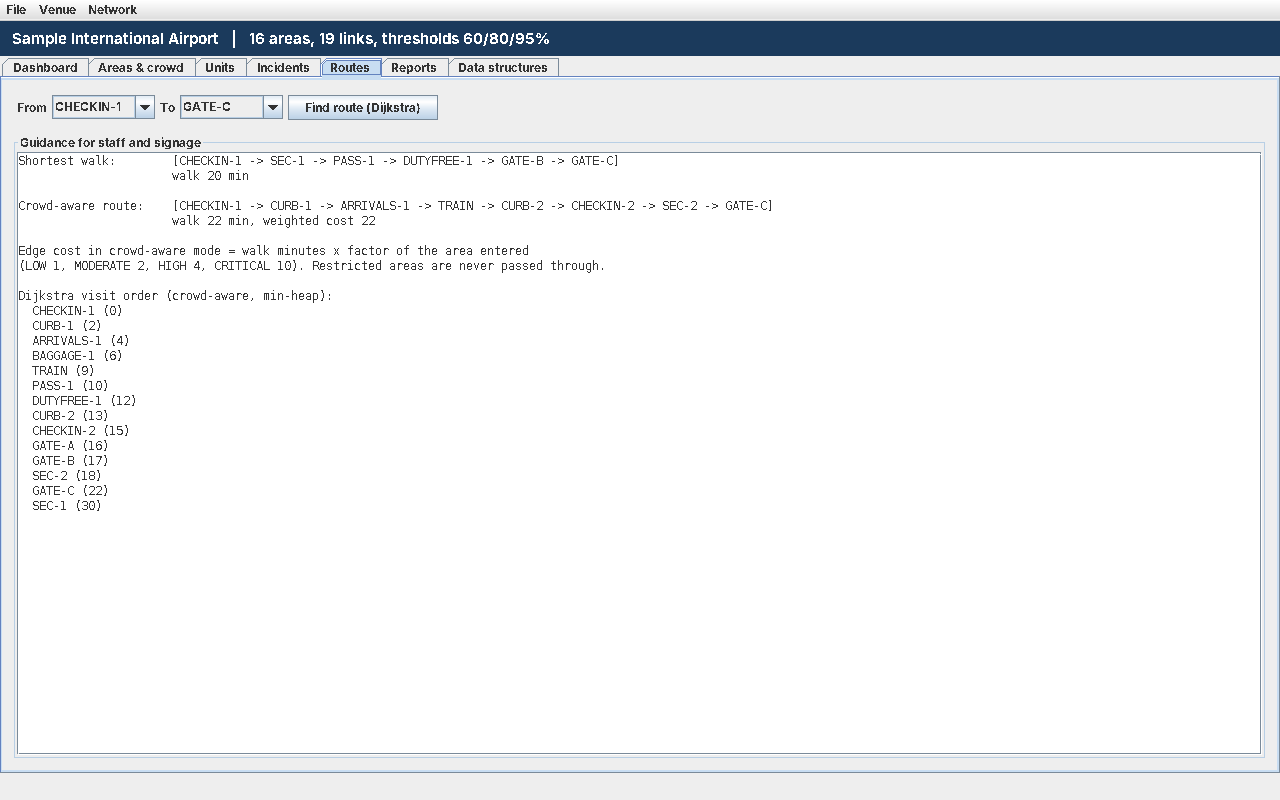 File Venue Network
Sample International Airport | 16 areas, 19 links, thresholds 60/80/95%
Dashboard Areas & crowd Units Incidents Routes Reports Data structures
From CHECKIN-1 To GATE-C Find route (Dijkstra)
Guidance for staff and signage
Shortest walk: [CHECKIN-1 -> SEC-1 -> PASS-1 -> DUTYFREE-1 -> GATE-B -> GATE-C]
walk 20 min
Crowd-aware route: [CHECKIN-1 -> CURB-1 -> ARRIVALS-1 -> TRAIN -> CURB-2 -> CHECKIN-2 -> SEC-2 -> GATE-C]
walk 22 min, weighted cost 22
Edge cost in crowd-aware mode = walk minutes x factor of the area entered
(LOW 1, MODERATE 2, HIGH 4, CRITICAL 10). Restricted areas are never passed through.
Dijkstra visit order (crowd-aware, min-heap):
CHECKIN-1 (0)
CURB-1 (2)
ARRIVALS-1 (4)
BAGGAGE-1 (6)
TRAIN (9)
PASS-1 (10)
DUTYFREE-1 (12)
CURB-2 (13)
CHECKIN-2 (15)
GATE-A (16)
GATE-B (17)
SEC-2 (18)
GATE-C (22)
SEC-1 (30)